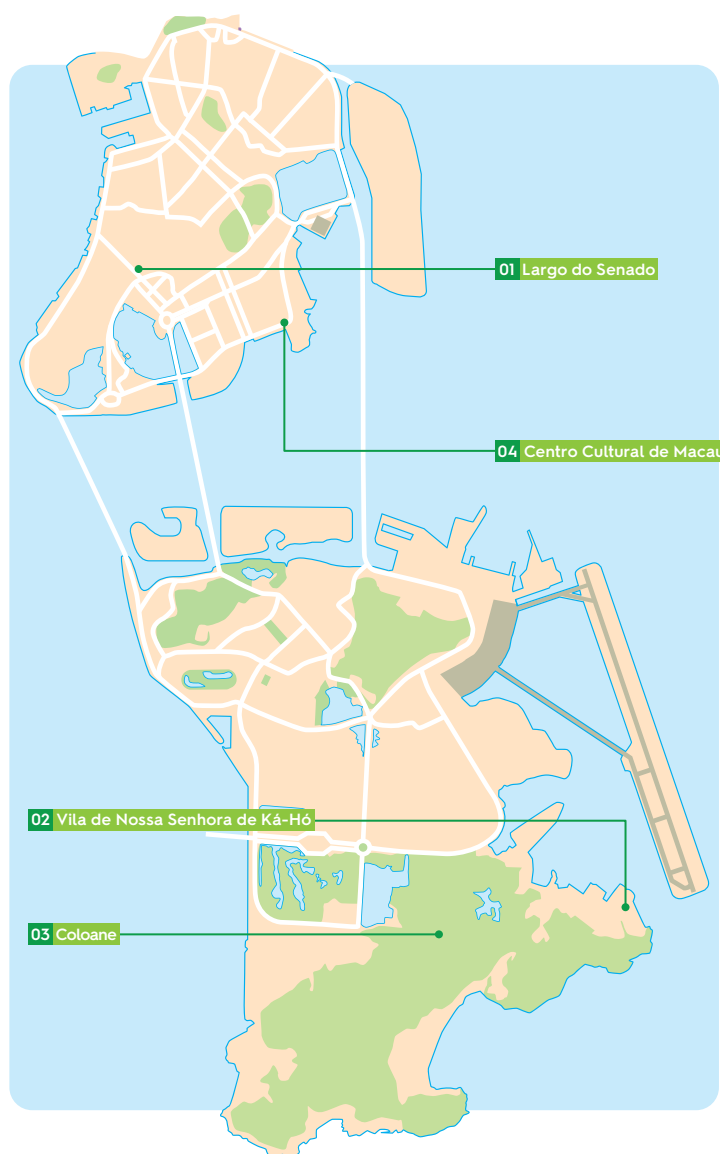 01 Largo do Senado
04 Centro Cultural de Macau
02 Vila de Nossa Senhora de Ká-Hó
03 Coloane